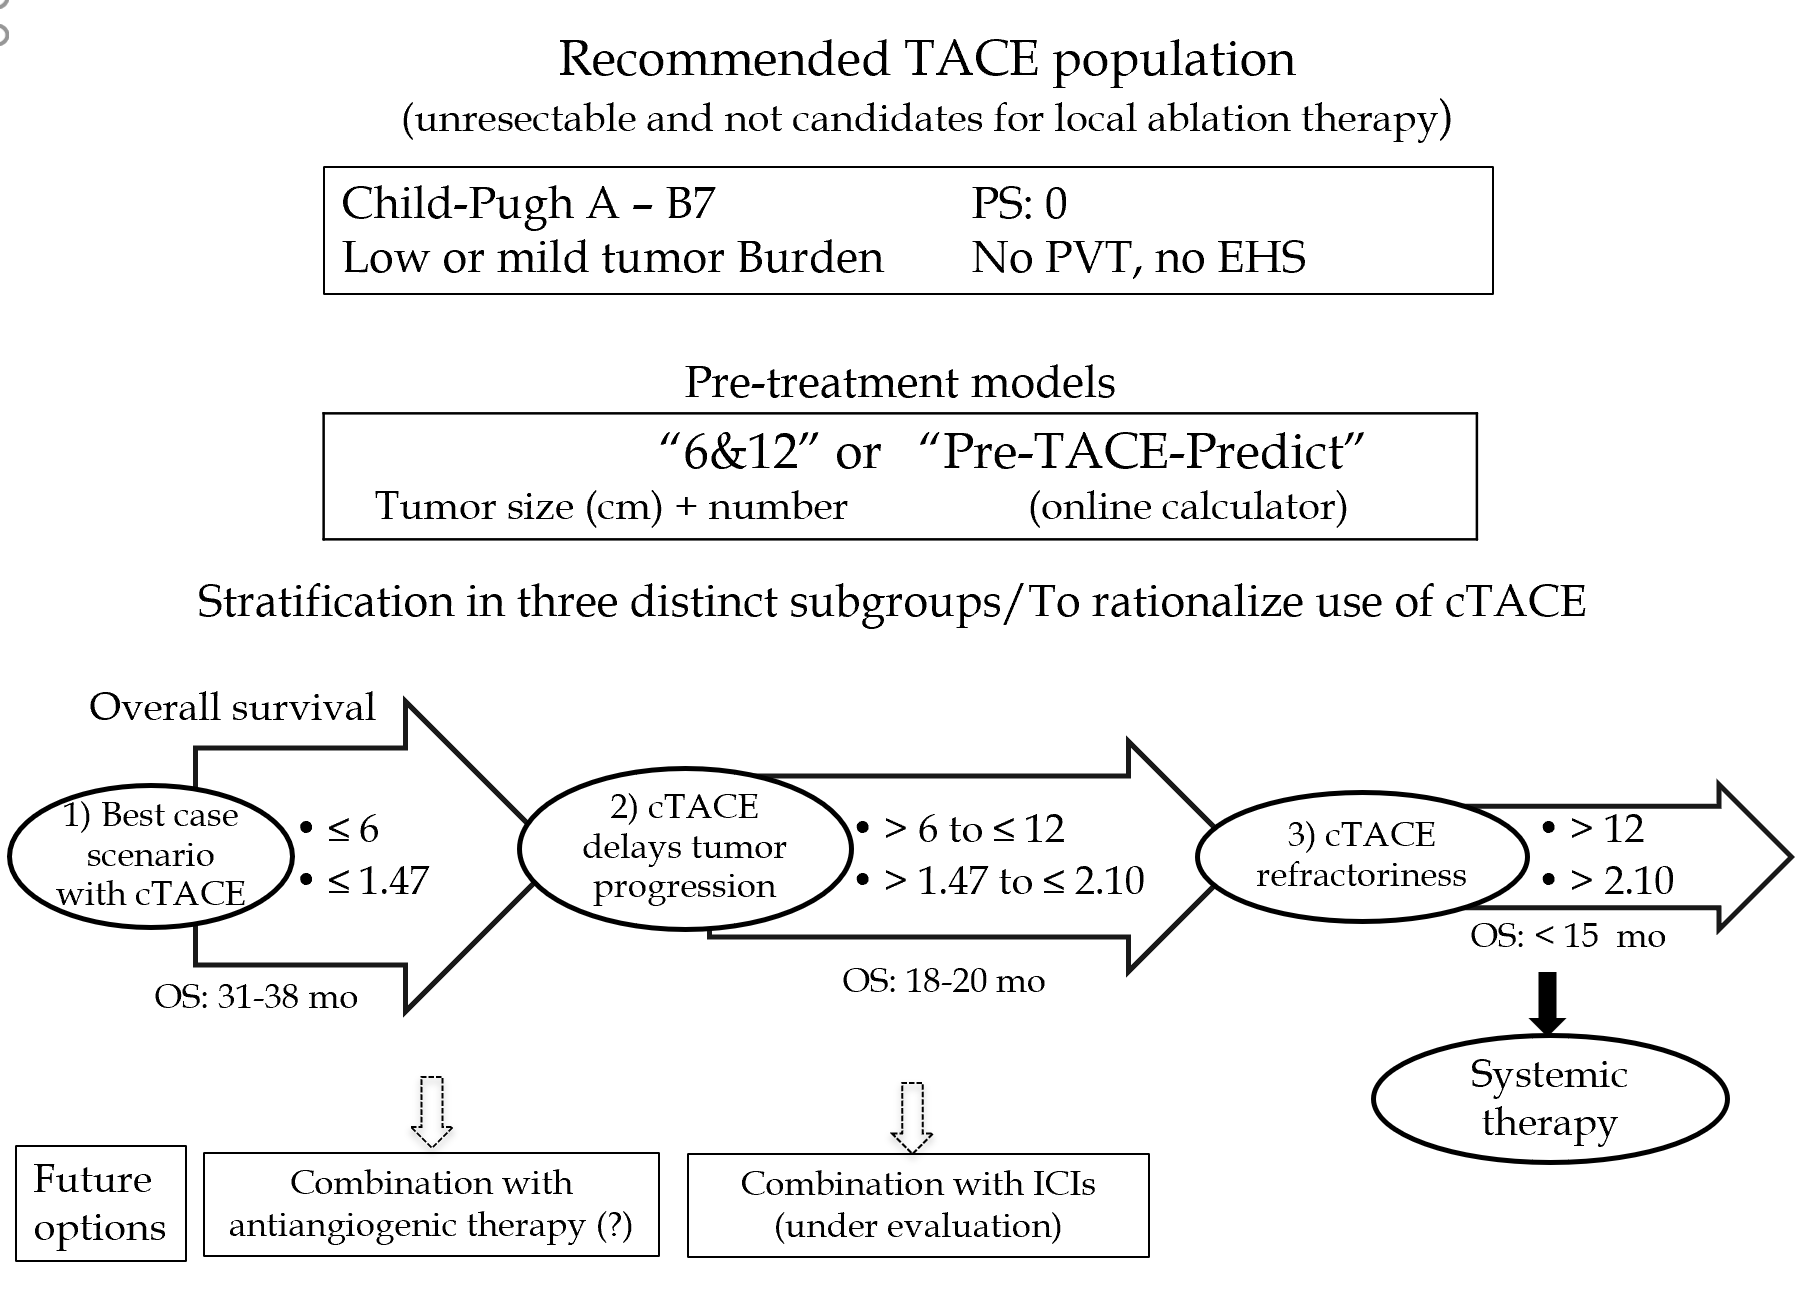 Recommended TACE population
(unresectable and not candidates for local ablation therapy)
Child-Pugh A – B7 PS: 0
Low or mild tumor Burden No PVT, no EHS
Pre-treatment models
“6&12” or “Pre-TACE-Predict”
Tumor size (cm) + number (online calculator)
Stratification in three distinct subgroups/To rationalize use of cTACE
Overall survival
1) Best case
scenario
with cTACE
• ≤ 6
• ≤ 1.47
OS: 31-38 mo
2) cTACE
delays tumor
progression
• > 6 to ≤ 12
• > 1.47 to ≤ 2.10
OS: 18-20 mo
3) cTACE
refractoriness
• > 12
• > 2.10
OS: < 15 mo
Systemic
therapy
Future
options
Combination with
antiangiogenic therapy (?)
Combination with ICIs
(under evaluation)